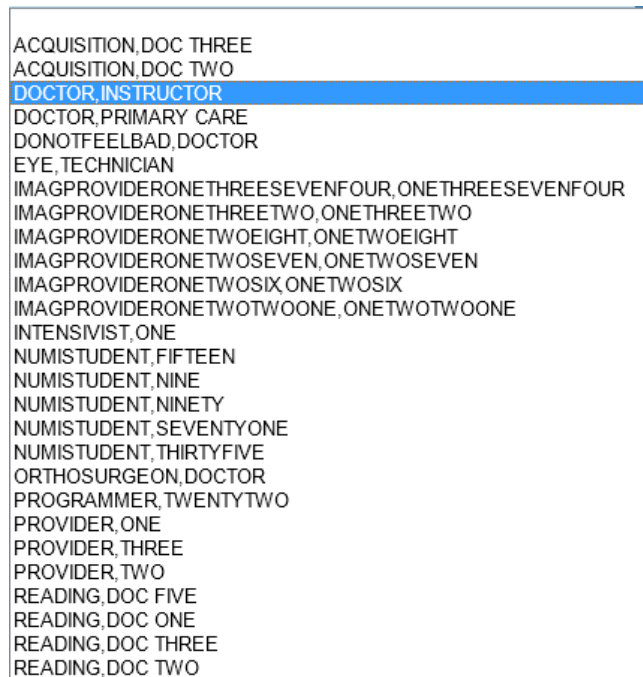 ACQUISITION,DOC THREE
ACQUISITION,DOC TWO
DOCTOR,INSTRUCTOR
DOCTOR,PRIMARY CARE
DONOTFEELBAD,DOCTOR
EYE,TECHNICIAN
IMAGPROVIDERONETHREESEVENFOUR,ONETHREESEVENFOUR
IMAGPROVIDERONETHREETWO,ONETHREETWO
IMAGPROVIDERONETWOEIGHT,ONETWOEIGHT
IMAGPROVIDERONETWOSEVEN,ONETWOSEVEN
IMAGPROVIDERONETWOSIX,ONETWOSIX
IMAGPROVIDERONETWOTWOONE,ONETWOTWOONE
INTENSIVIST,ONE
NUMISTUDENT,FIFTEEN
NUMISTUDENT,NINE
NUMISTUDENT,NINETY
NUMISTUDENT,SEVENTYONE
NUMISTUDENT,THIRTYFIVE
ORTHOSURGEON,DOCTOR
PROGRAMMER,TWENTYTWO
PROVIDER,ONE
PROVIDER,THREE
PROVIDER,TWO
READING,DOC FIVE
READING,DOC ONE
READING,DOC THREE
READING,DOC TWO